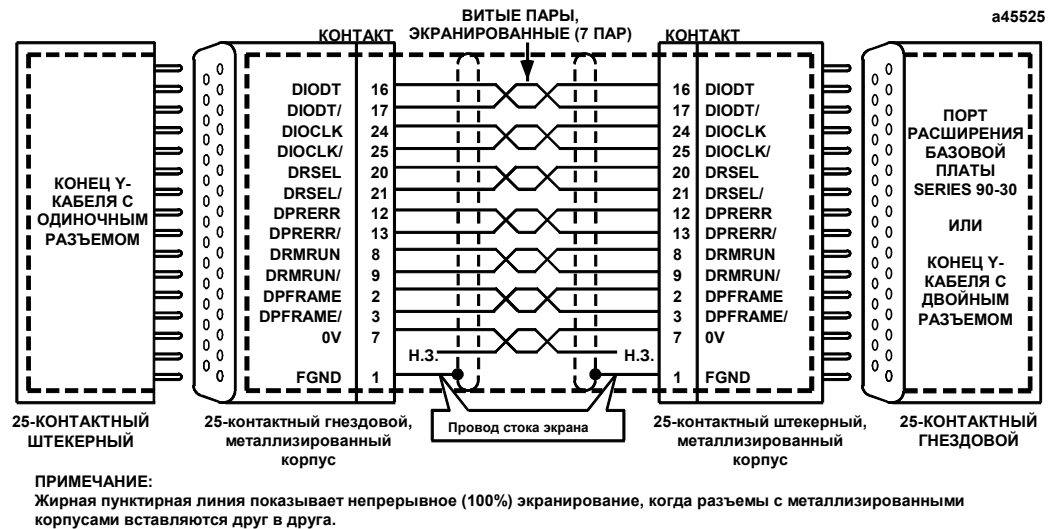 ВИТЫЕ ПАРЫ,
ЭКРАНИРОВАННЫЕ (7 ПАР)
a45525
КОНТАКТ
КОНТАКТ
КОНЕЦ Y-
КАБЕЛЯ С
ОДИНОЧНЫМ
РАЗЪЕМОМ
DIODT 16
DIODT/ 17
DIOCLK 24
DIOCLK/ 25
DRSEL 20
DRSEL/ 21
DPRERR 12
DPRERR/ 13
DRMRUN 8
DRMRUN/ 9
DPFRAME 2
DPFRAME/ 3
0V 7
FGND 1
Н.З.
Н.З.
16 DIODT
17 DIODT/
24 DIOCLK
25 DIOCLK/
20 DRSEL
21 DRSEL/
12 DPRERR
13 DPRERR/
8 DRMRUN
9 DRMRUN/
2 DPFRAME
3 DPFRAME/
7 0V
1 FGND
ПОРТ
РАСШИРЕНИЯ
БАЗОВОЙ
ПЛАТЫ
SERIES 90-30
ИЛИ
КОНЕЦ Y-
КАБЕЛЯ С
ДВОЙНЫМ
РАЗЪЕМОМ
25-КОНТАКТНЫЙ
ШТЕКЕРНЫЙ
25-контактный гнездовой,
металлизированный
корпус
Провод стока экрана
25-контактный штекерный,
металлизированный
корпус
25-КОНТАКТНЫЙ
ГНЕЗДОВОЙ
ПРИМЕЧАНИЕ:
Жирная пунктирная линия показывает непрерывное (100%) экранирование, когда разъемы с металлизированными
корпусами вставляются друг в друга.